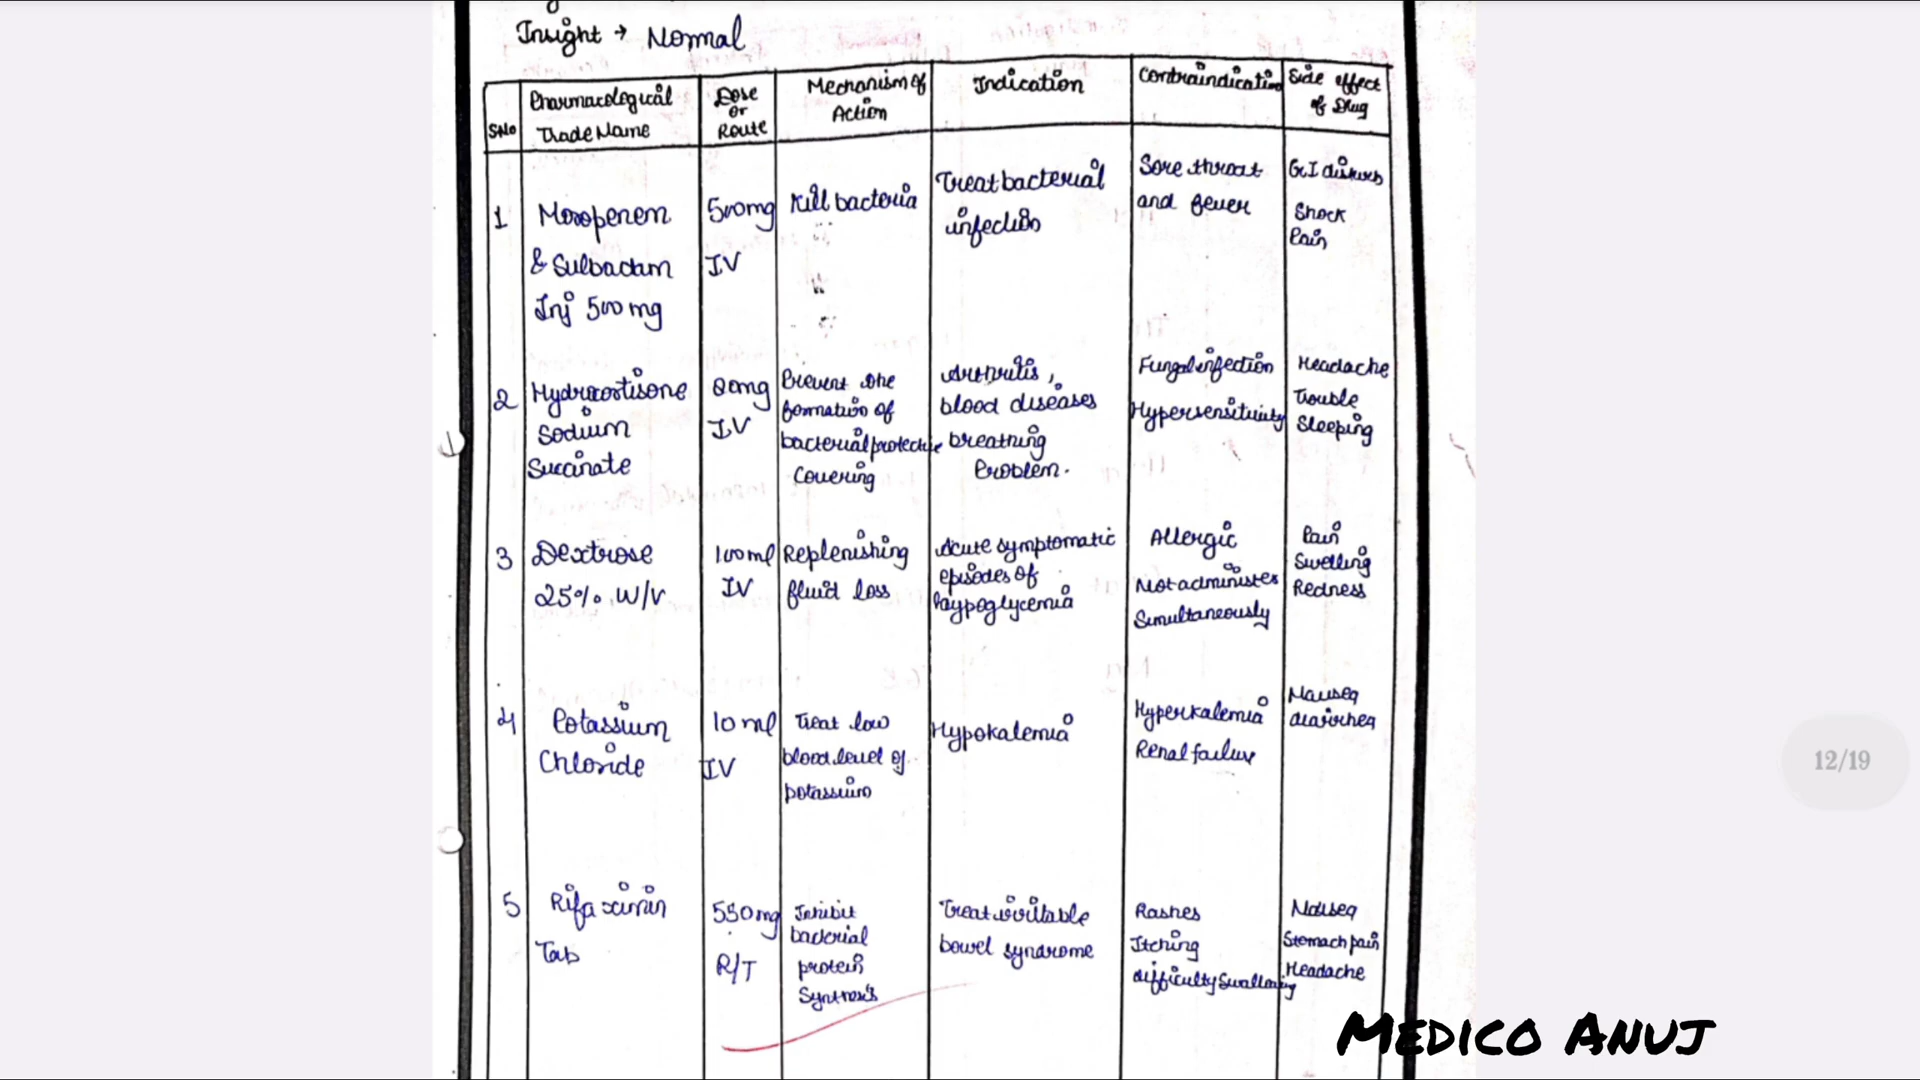 Insight → Normal
S.No
Pharmacological
Trade Name
Dose
or
Route
Mechanism of
Action
Indication
Contraindication
Side effect
of Drug
1
Meropenem
& Sulbactam
Inj 500 mg
500mg
IV
Kill bacteria
Treat bacterial
infection
Sore throat
and fever
G.I disturb
Shock
Pain
2
Hydrocortisone
Sodium
Succinate
mg
IV
Prevent the
formation of
bacterial protective
covering
Arthritis,
blood diseases
breathing
Problem.
Fungal infection
Hypersensitivity
Headache
Trouble
Sleeping
3
Dextrose
25% W/V
100ml
IV
Replenishing
fluid loss
Acute symptomatic
episodes of
haypoglycemia
Allergic
Not administer
Simultaneously
Pain
Swelling
Redness
4
Potassium
Chloride
10 ml
IV
Treat low
blood level of
potassium
Hypokalemia
Hyperkalemia
Renal failure
Nausea
diarrhea
5
Rifaximin
Tab
550mg
R/T
Inhibit
bacterial
protein
Synthesis
Treat irritable
bowel syndrome
Rashes
Itching
difficulty Swallowing
Nausea
Stomach pain
Headache
12/19
MEDICO ANUJ